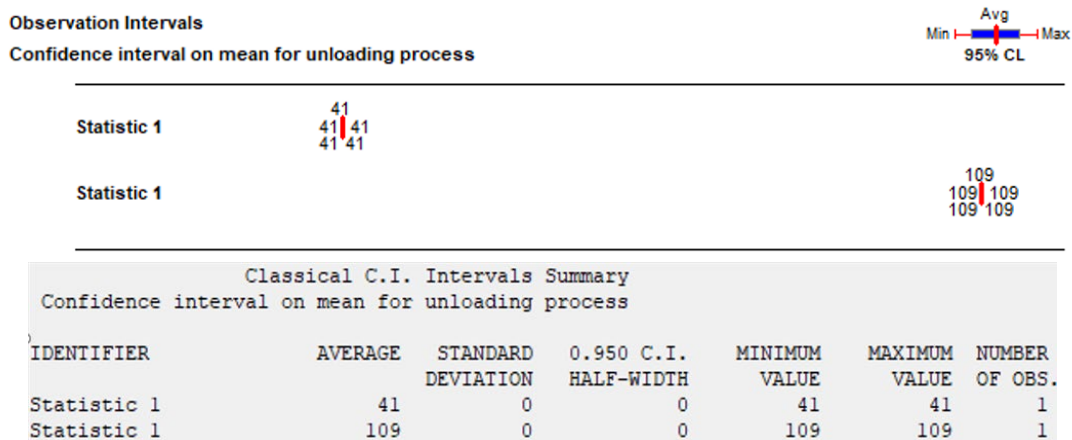 Observation Intervals
Avg
Min Max
Confidence interval on mean for unloading process
95% CL
41
Statistic 1 41 41
41 41
109
Statistic 1 109 109
109 109
Classical C.I. Intervals Summary
Confidence interval on mean for unloading process
IDENTIFIER AVERAGE STANDARD 0.950 C.I. MINIMUM MAXIMUM NUMBER
DEVIATION HALF-WIDTH VALUE VALUE OF OBS.
Statistic 1 41 0 0 41 41 1
Statistic 1 109 0 0 109 109 1